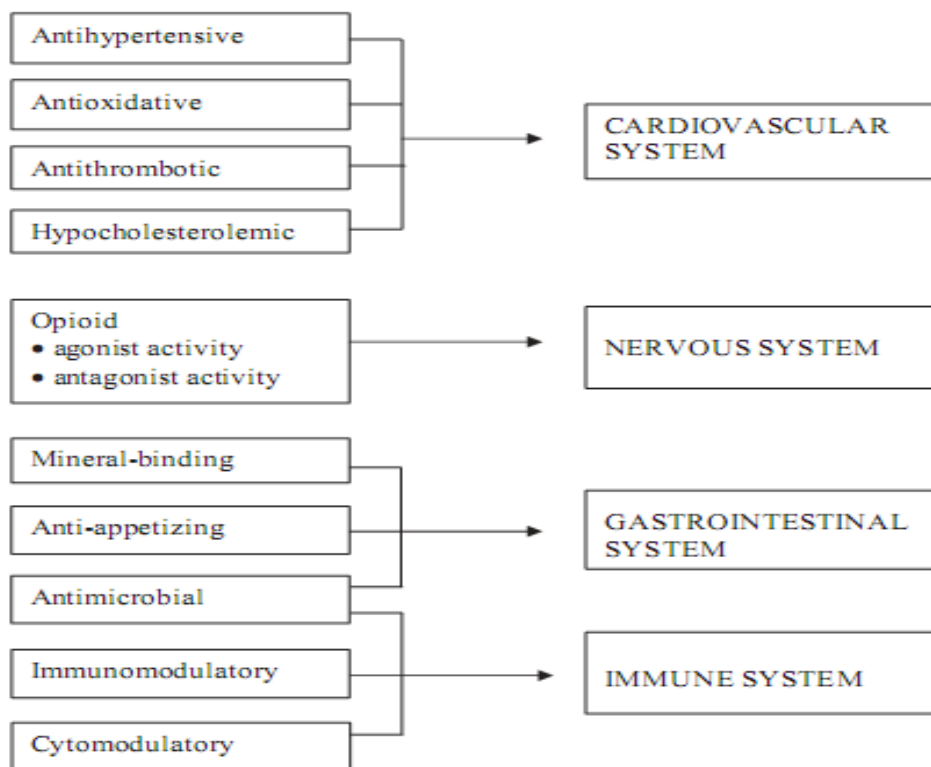 Antihypertensive
Antioxidative
Antithrombotic
Hypocholesterolemic
CARDIOVASCULAR
SYSTEM
Opioid
• agonist activity
• antagonist activity
NERVOUS SYSTEM
Mineral-binding
Anti-appetizing
Antimicrobial
GASTROINTESTINAL
SYSTEM
Immunomodulatory
Cytomodulatory
IMMUNE SYSTEM